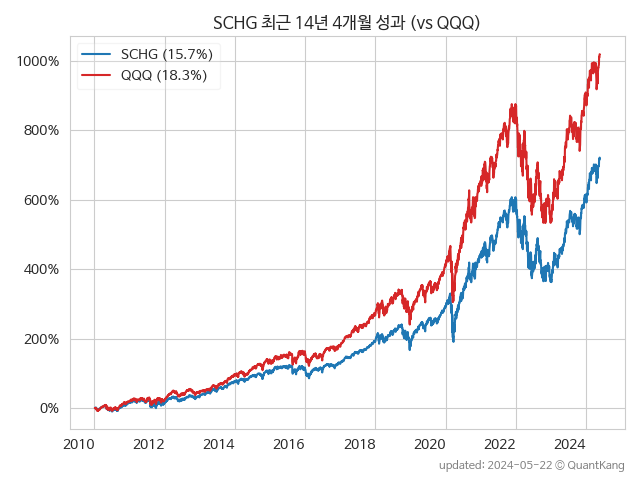 SCHG 최근 14년 4개월 성과 (vs QQQ)
SCHG (15.7%)
QQQ (18.3%)
1000%
800%
600%
400%
200%
0%
2010 2012 2014 2016 2018 2020 2022 2024
updated: 2024-05-22 © QuantKang